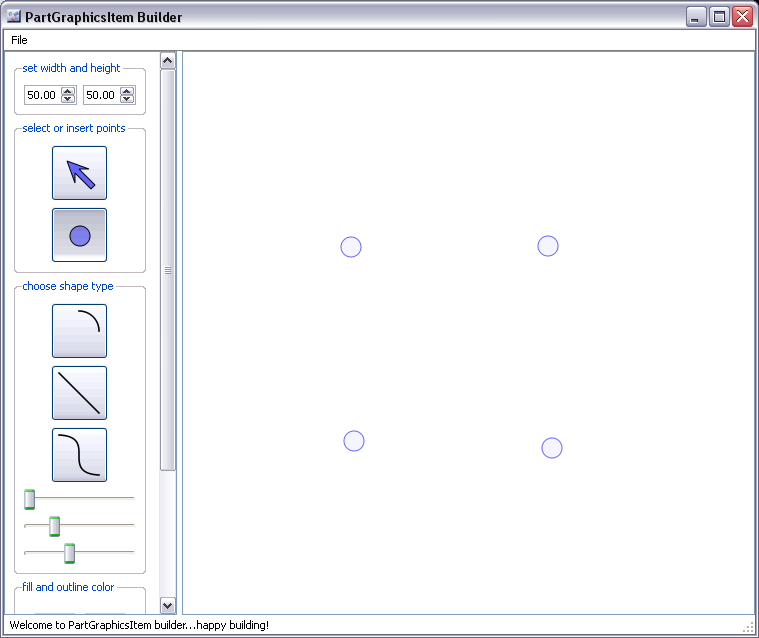 PartGraphicsItem Builder
File
set width and height
50.00 50.00
select or insert points
choose shape type
fill and outline color
Welcome to PartGraphicsItem builder...happy building!